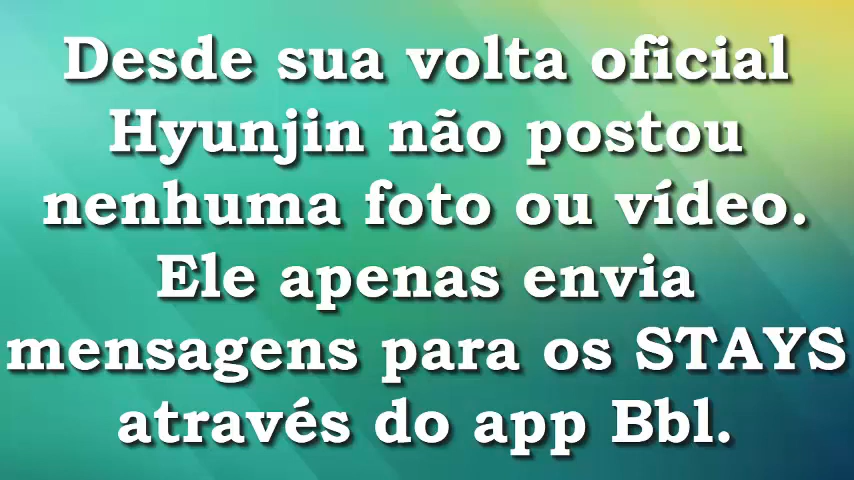 Desde sua volta oficial
Hyunjin não postou
nenhuma foto ou vídeo.
Ele apenas envia
mensagens para os STAYS
através do app Bbl.